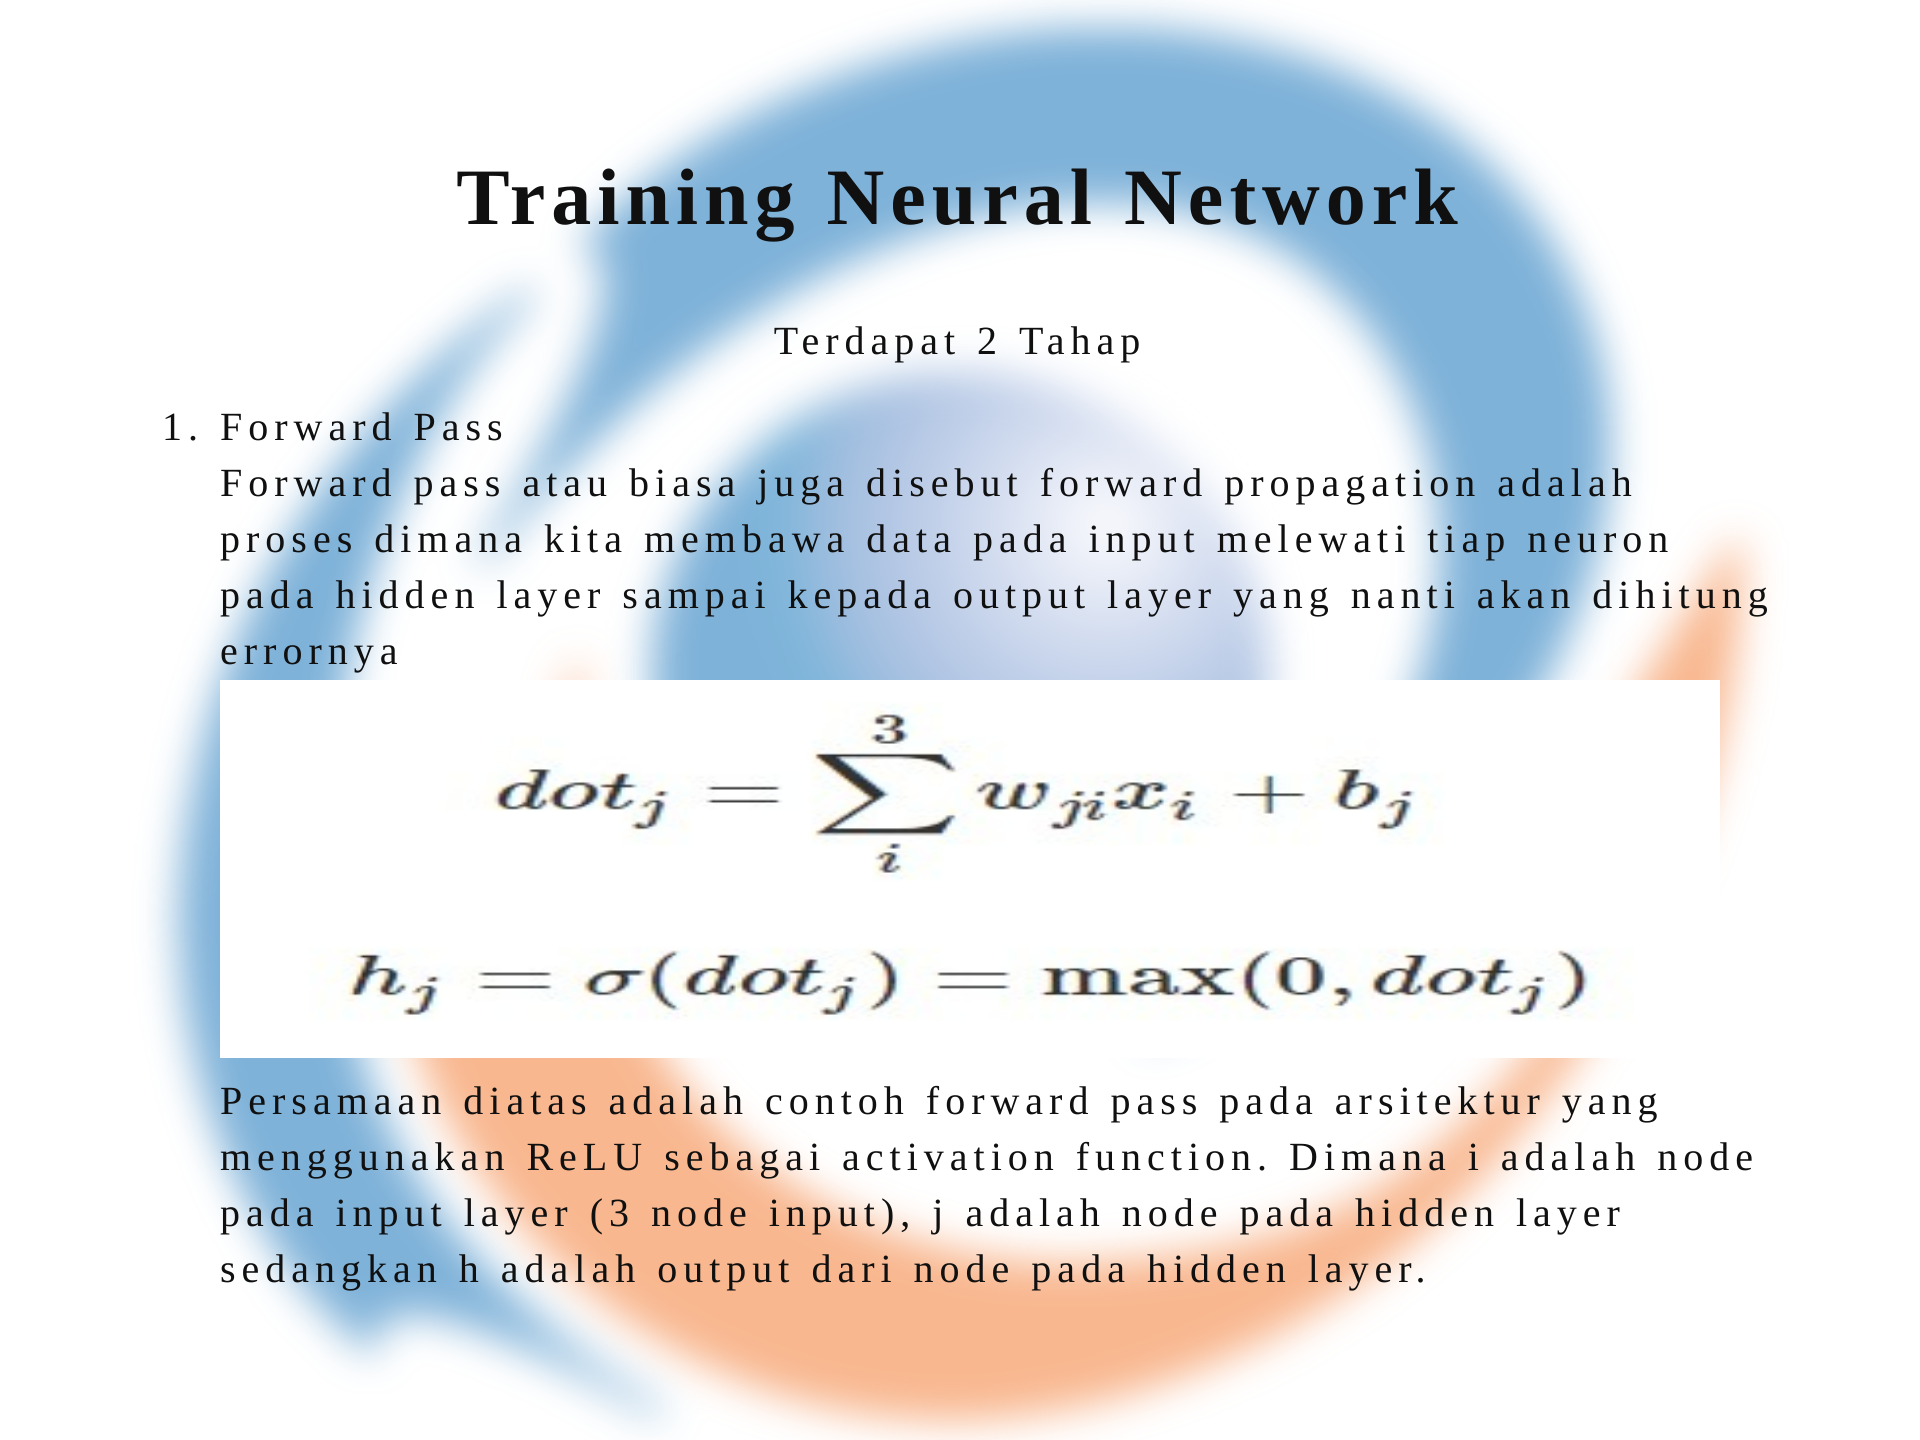 Training Neural Network
Terdapat 2 Tahap
1. Forward Pass
Forward pass atau biasa juga disebut forward propagation adalah
proses dimana kita membawa data pada input melewati tiap neuron
pada hidden layer sampai kepada output layer yang nanti akan dihitung
errornya
dot_j = \sum_{i}^{3} w_{ji}x_i + b_j
h_j = σ(dot_j) = max(0, dot_j)
Persamaan diatas adalah contoh forward pass pada arsitektur yang
menggunakan ReLU sebagai activation function. Dimana i adalah node
pada input layer (3 node input), j adalah node pada hidden layer
sedangkan h adalah output dari node pada hidden layer.